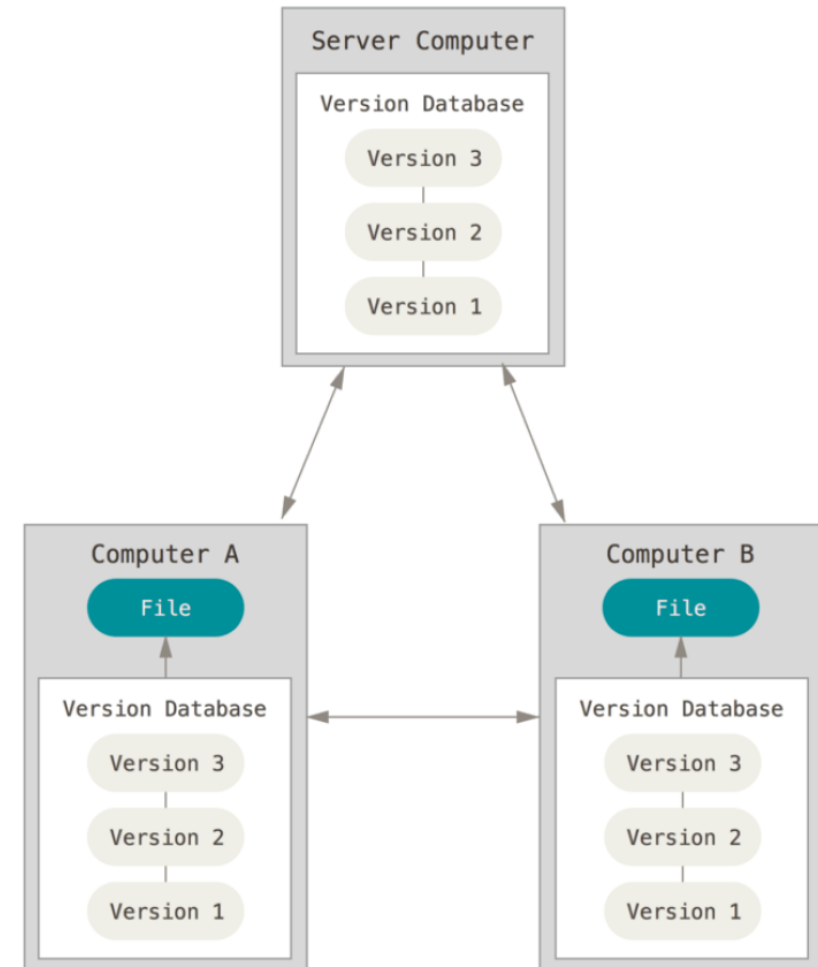 Server Computer
Version Database
Version 3
Version 2
Version 1
Computer A
File
Version Database
Version 3
Version 2
Version 1
Computer B
File
Version Database
Version 3
Version 2
Version 1